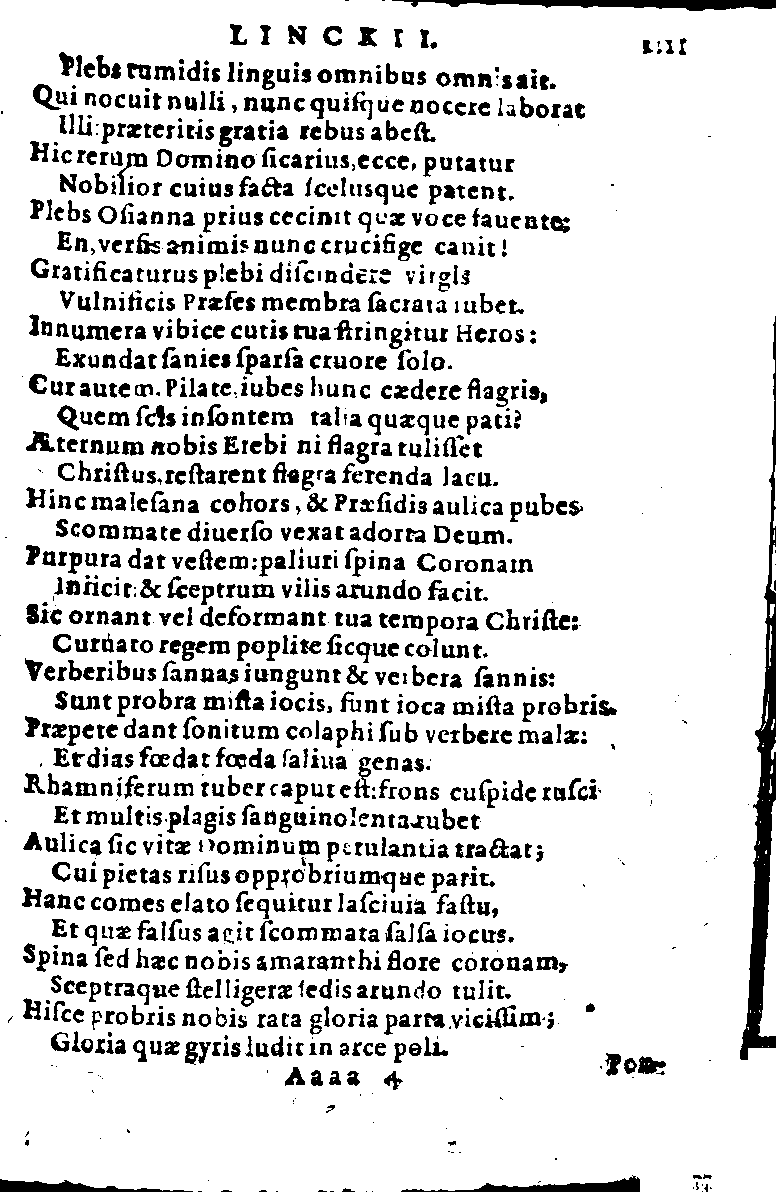 LINCKII. 1111
Plebs tumidis linguis omnibus omnis ait.
Qui nocuit nulli, nunc quiſque nocere laborat
Illi: præteritis gratia rebus abeſt.
Hic rerum Domino ſicarius, ecce, putatur
Nobilior cuius facta ſcelusque patent.
Plebs Oſianna prius cecinit quæ voce fauente;
En, verſis animis nunc crucifige canit!
Gratificaturus plebi diſcindere virgis
Vulnificis Præſes membra ſacrata iubet.
Innumera vibice cutis tua ſtringitur Heros:
Exundat ſanies ſparſa cruore ſolo.
Cur autem. Pilate, iubes hunc cædere flagris,
Quem ſcis inſontem talia quæque pati?
Æternum nobis Erebi ni flagra tuliſſet
Chriſtus, reſtarent flagra ferenda lacu.
Hinc maleſana cohors, & Præſidis aulica pubes
Scommate diuerſo vexat adorta Deum.
Purpura dat veſtem: paliuri ſpina Coronam
Inficit: & ſceptrum vilis arundo facit.
Sic ornant vel deformant tua tempora Chriſte:
Curuato regem poplite ſicque colunt.
Verberibus ſannas iungunt & verbera ſannis:
Sunt probra miſta iocis, ſunt ioca miſta probris.
Præpete dant ſonitum colaphi ſub verbere malæ:
Et dias fœdat fœda ſaliua genas.
Rhamniferum tuber caput eſt: frons cuſpide ruſci
Et multis plagis ſanguinolenta rubet
Aulica ſic vitæ Dominum petulantia tractat;
Cui pietas riſus opprobriumque parit.
Hanc comes elato ſequitur laſciuia faſtu,
Et quæ falſus agit ſcommata ſalſa iocus.
Spina ſed hæc nobis amaranthi flore coronam,
Sceptraque ſtelligeræ ſedis arundo tulit.
Hiſce probris nobis rata gloria parta viciſſim;
Gloria quæ gyris ludit in arce poli.
Aaaa 4 Pon-